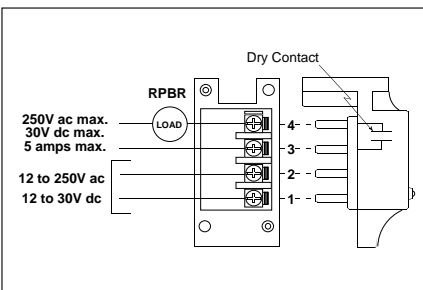 Dry Contact
RPBR
250V ac max.
30V dc max.
5 amps max.
LOAD
12 to 250V ac
12 to 30V dc
4
3
2
1